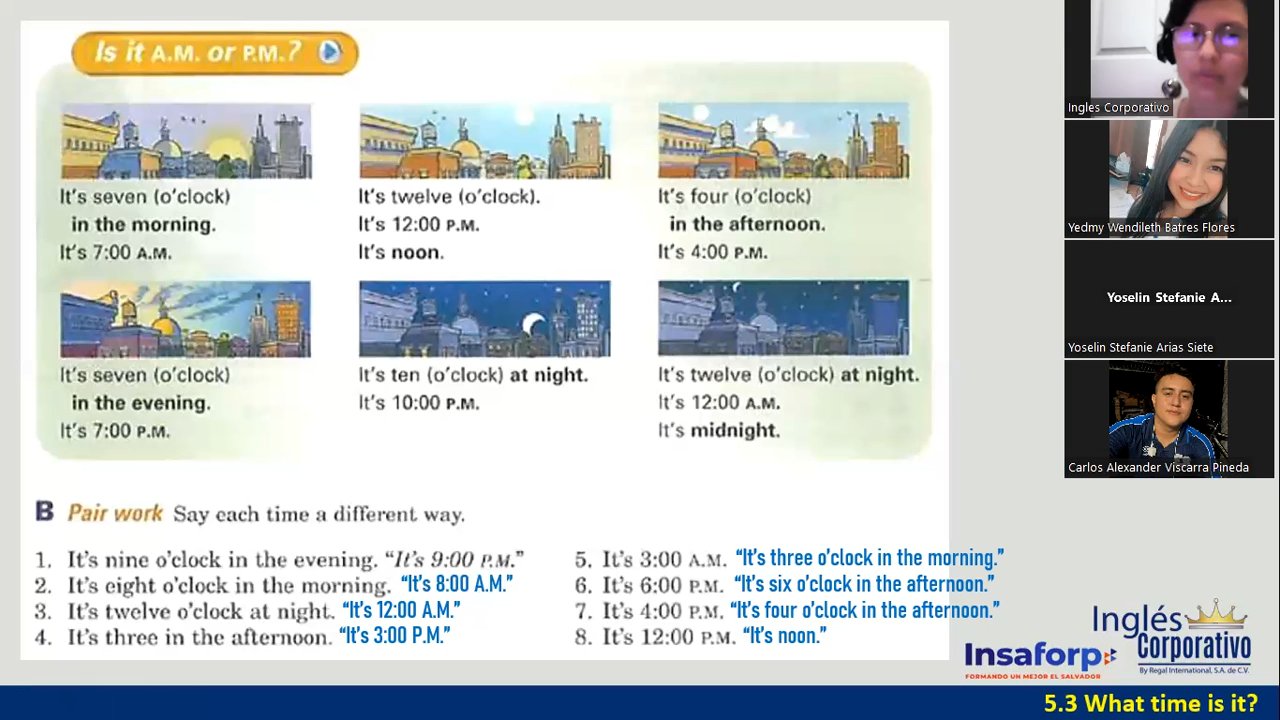 Is it A.M. or P.M.?
It's seven (o'clock)
in the morning.
It's 7:00 A.M.
It's twelve (o'clock).
It's 12:00 P.M.
It's noon.
It's four (o'clock)
in the afternoon.
It's 4:00 P.M.
It's seven (o'clock)
in the evening.
It's 7:00 P.M.
It's ten (o'clock) at night.
It's 10:00 P.M.
It's twelve (o'clock) at night.
It's 12:00 A.M.
It's midnight.
B Pair work Say each time a different way.
1. It's nine o'clock in the evening. "It's 9:00 P.M."
2. It's eight o'clock in the morning. "It's 8:00 A.M."
3. It's twelve o'clock at night. "It's 12:00 A.M."
4. It's three in the afternoon. "It's 3:00 P.M."
5. It's 3:00 A.M. "It's three o'clock in the morning."
6. It's 6:00 P.M. "It's six o'clock in the afternoon."
7. It's 4:00 P.M. "It's four o'clock in the afternoon."
8. It's 12:00 P.M. "It's noon."
Insaforp
FORMANDO UN MEJOR EL SALVADOR
Inglés
Corporativo
By Regal International, S.A. de C.V.
5.3 What time is it?
Ingles Corporativo
Yedmy Wendileth Batres Flores
Yoselin Stefanie A...
Yoselin Stefanie Arias Siete
Carlos Alexander Viscarra Pineda